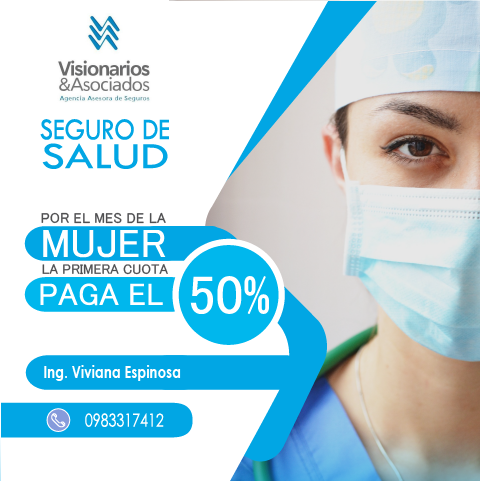 Visionarios
&Asociados
Agencia Asesora de Seguros
SEGURO DE
SALUD
POR EL MES DE LA
MUJER
LA PRIMERA CUOTA
PAGA EL 50%
Ing. Viviana Espinosa
0983317412